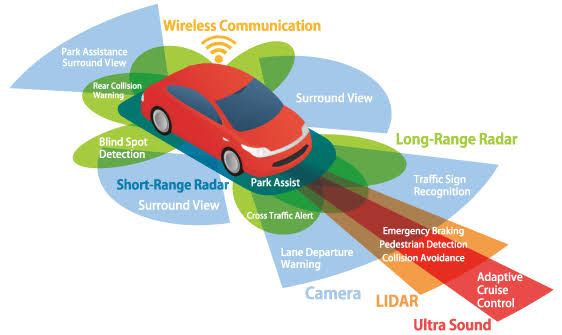 Wireless Communication
Park Assistance
Surround View
Rear Collision
Warning
Surround View
Blind Spot
Detection
Long-Range Radar
Short-Range Radar
Park Assist
Traffic Sign
Recognition
Surround View
Cross Traffic Alert
Emergency Braking
Pedestrian Detection
Collision Avoidance
Lane Departure
Warning
Adaptive
Cruise
Control
Camera
LIDAR
Ultra Sound